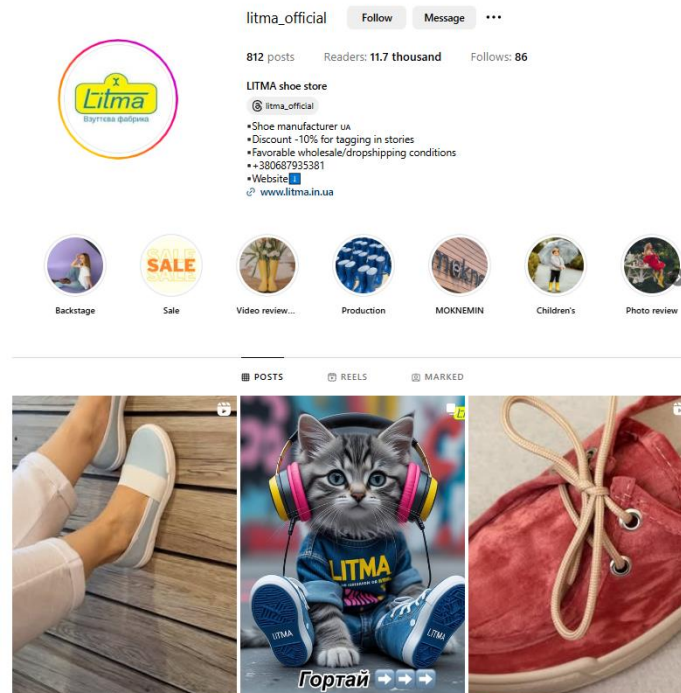 litma_official
Follow
Message
812 posts
Readers: 11.7 thousand
Follows: 86
LITMA shoe store
litma_official
▪Shoe manufacturer UA
▪Discount -10% for tagging in stories
▪Favorable wholesale/dropshipping conditions
▪+380687935381
▪Website⬇️
www.litma.in.ua
Litma
Взуттєва фабрика
SALE
SALE
SALE
Backstage
Sale
Video review...
Production
MOKNEMIN
Children's
Photo review
POSTS
REELS
MARKED
LITMA
LITMA
LITMA
Гортай ➡️➡️➡️